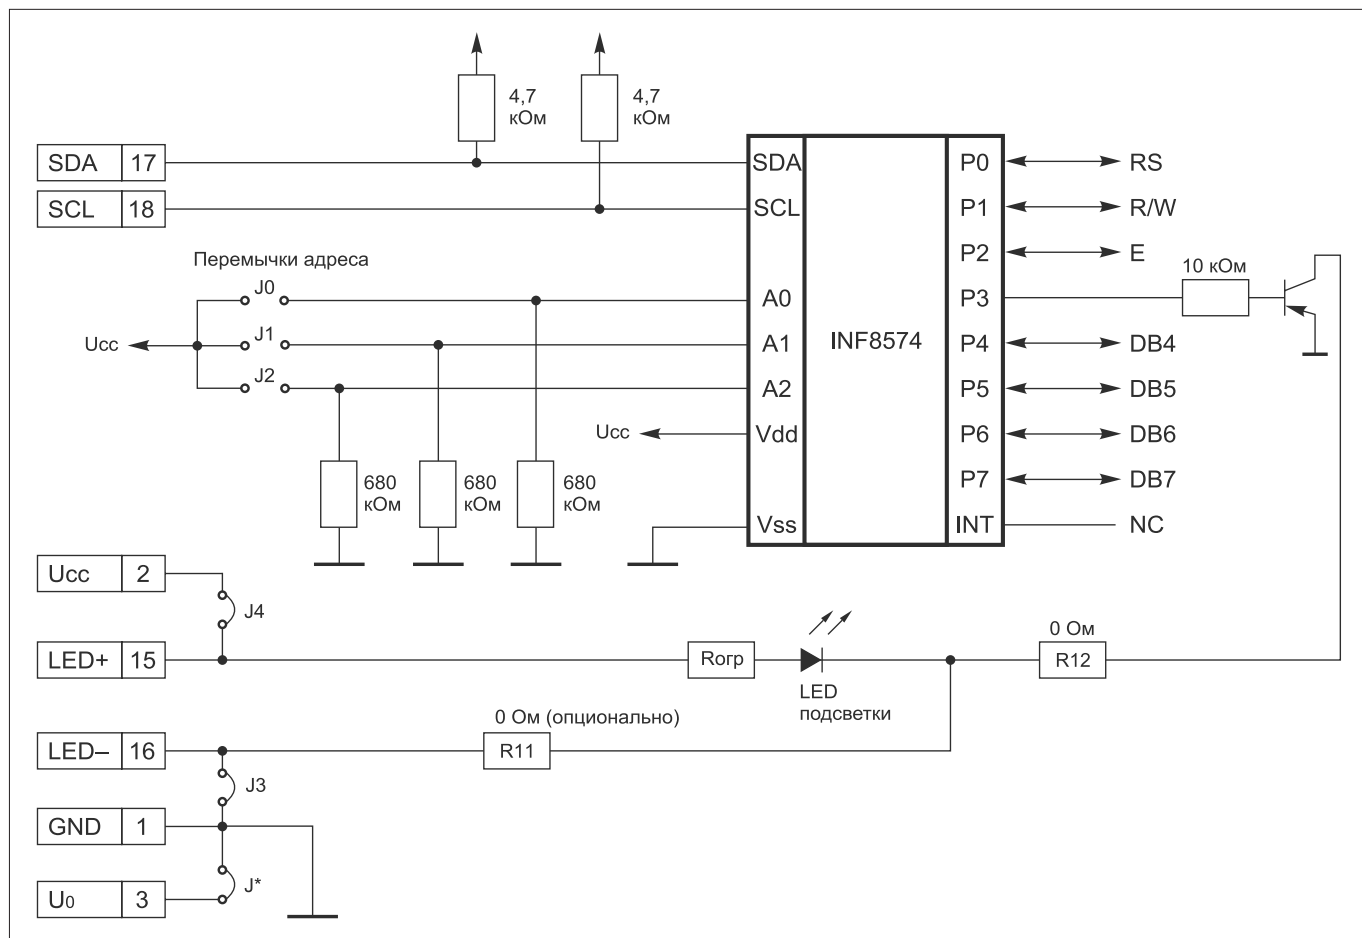 4,7
кОм
4,7
кОм
SDA 17
SDA
P0
RS
SCL 18
SCL
P1
R/W
Перемычки адреса
P2
E
10 кОм
J0
A0
P3
J1
Ucc
A1
INF8574
P4
DB4
J2
A2
P5
DB5
Ucc
Vdd
P6
DB6
680
кОм
680
кОм
680
кОм
P7
DB7
Vss
INT
NC
Ucc 2
J4
0 Ом
LED+ 15
Rогр
R12
LED
подсветки
0 Ом (опционально)
LED– 16
R11
J3
GND 1
J*
U0 3